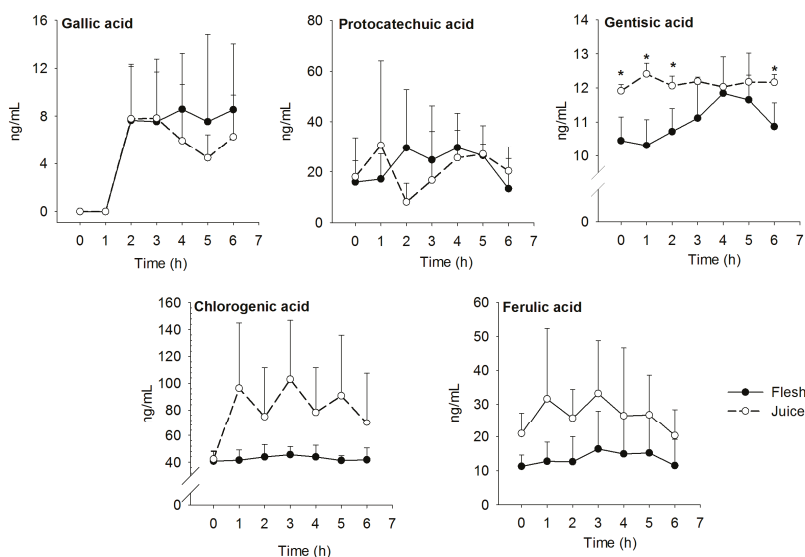 Gallic acid
ng/mL
16
12
8
4
0
0 1 2 3 4 5 6 7
Time (h)
Protocatechuic acid
ng/mL
80
60
40
20
0
0 1 2 3 4 5 6 7
Time (h)
Gentisic acid
ng/mL
14
13
12
11
10
0
* * * *
0 1 2 3 4 5 6 7
Time (h)
Chlorogenic acid
ng/mL
160
140
120
100
80
60
40
0
0 1 2 3 4 5 6 7
Time (h)
Ferulic acid
ng/mL
60
50
40
30
20
10
0
0 1 2 3 4 5 6 7
Time (h)
Flesh
Juice